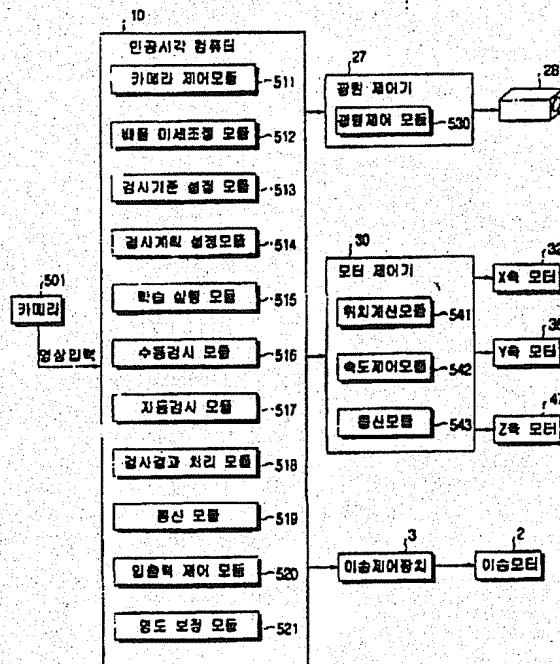 10
인공시각 컴퓨터
카메라 제어모듈
511
배율 미세조정 모듈
512
검사기준 설정 모듈
513
검사계획 설정모듈
514
학습 실행 모듈
515
수동검사 모듈
516
자동검사 모듈
517
검사결과 처리 모듈
518
통신 모듈
519
입출력 제어 모듈
520
명도 보정 모듈
521
501
카메라
영상입력
27
광원 제어기
광원제어 모듈
530
28
30
모터 제어기
위치계산모듈
541
속도제어모듈
542
통신모듈
543
32
X축 모터
Y축 모터
Z축 모터
3
이송제어장치
2
이송모터